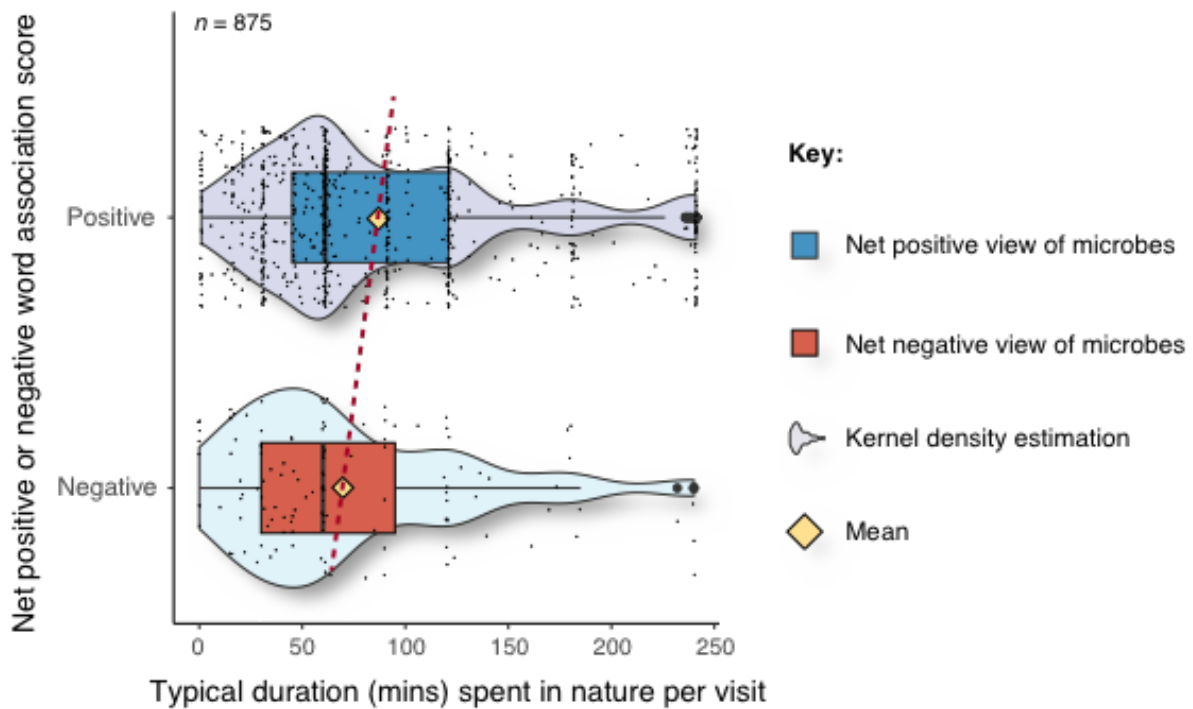 n = 875
Net positive or negative word association score
Positive
Negative
0 50 100 150 200 250
Typical duration (mins) spent in nature per visit
Key:
Net positive view of microbes
Net negative view of microbes
Kernel density estimation
Mean